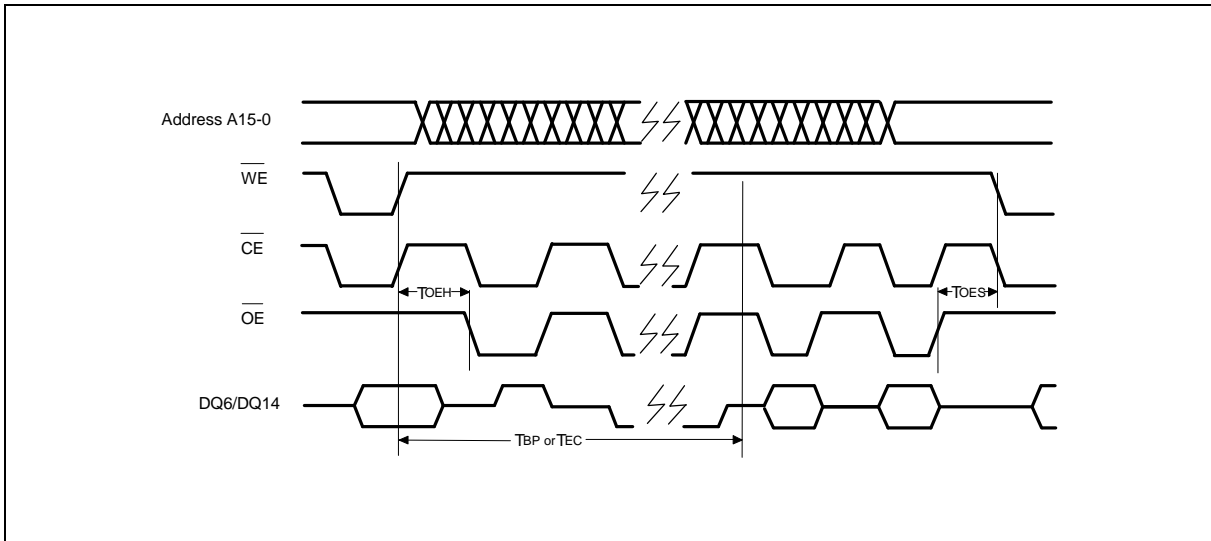 Address A15-0
WE
CE
TOEH
TOES
OE
DQ6/DQ14
TBP or TEC